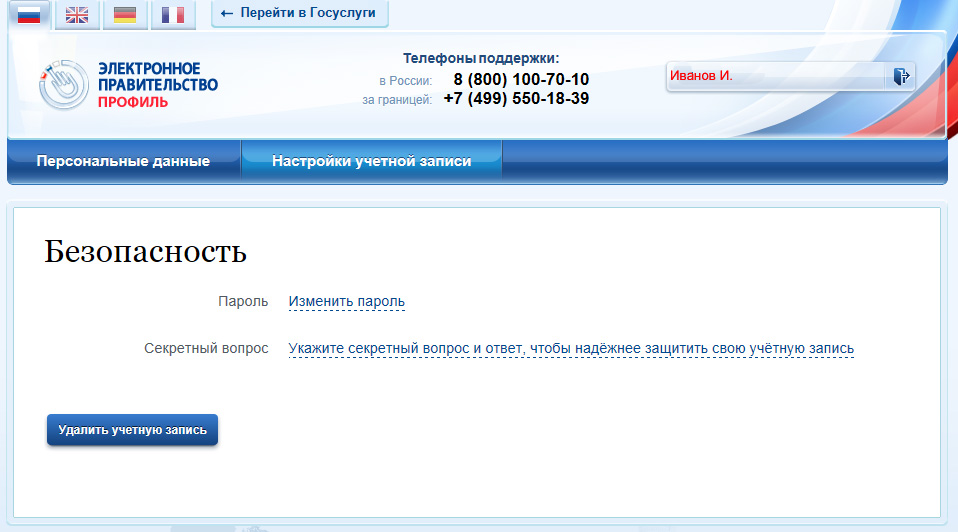 ← Перейти в Госуслуги
ЭЛЕКТРОННОЕ
ПРАВИТЕЛЬСТВО
ПРОФИЛЬ
Телефоны поддержки:
в России: 8 (800) 100-70-10
за границей: +7 (499) 550-18-39
Иванов И.
Персональные данные
Настройки учетной записи
Безопасность
Пароль Изменить пароль
Секретный вопрос Укажите секретный вопрос и ответ, чтобы надёжнее защитить свою учётную запись
Удалить учетную запись